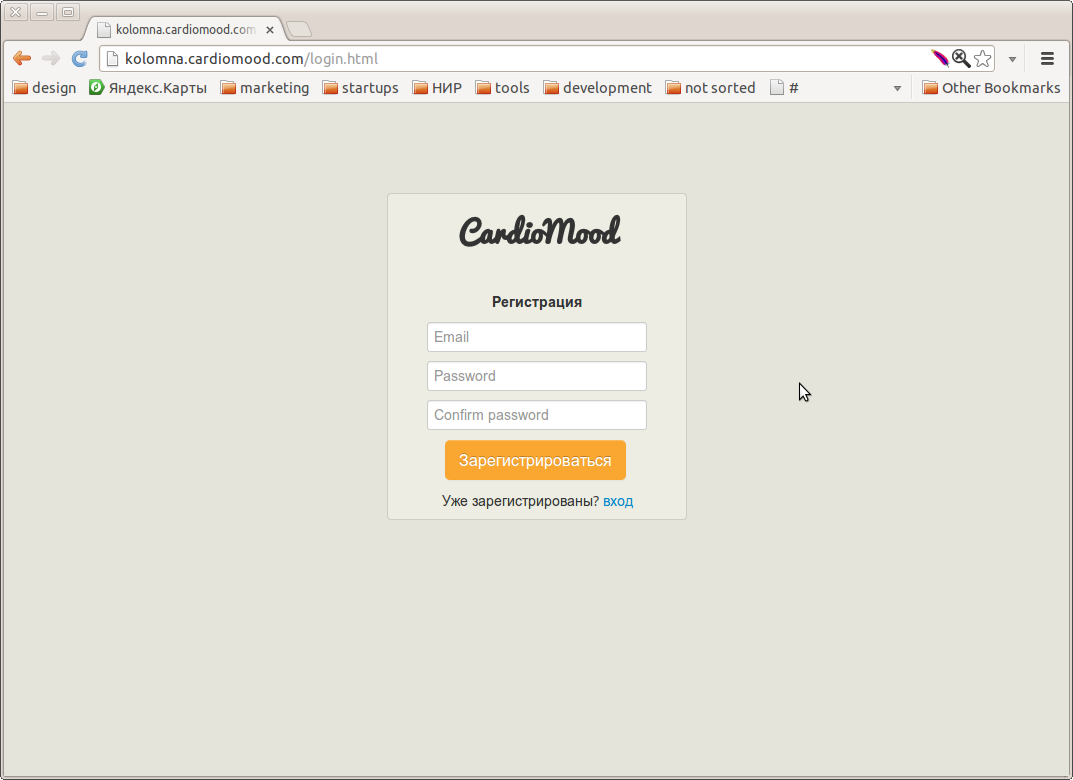 kolomna.cardiomood.com
kolomna.cardiomood.com/login.html
design Яндекс.Карты marketing startups НИР tools development not sorted # Other Bookmarks
CardioMood
Регистрация
Email
Password
Confirm password
Зарегистрироваться
Уже зарегистрированы? вход